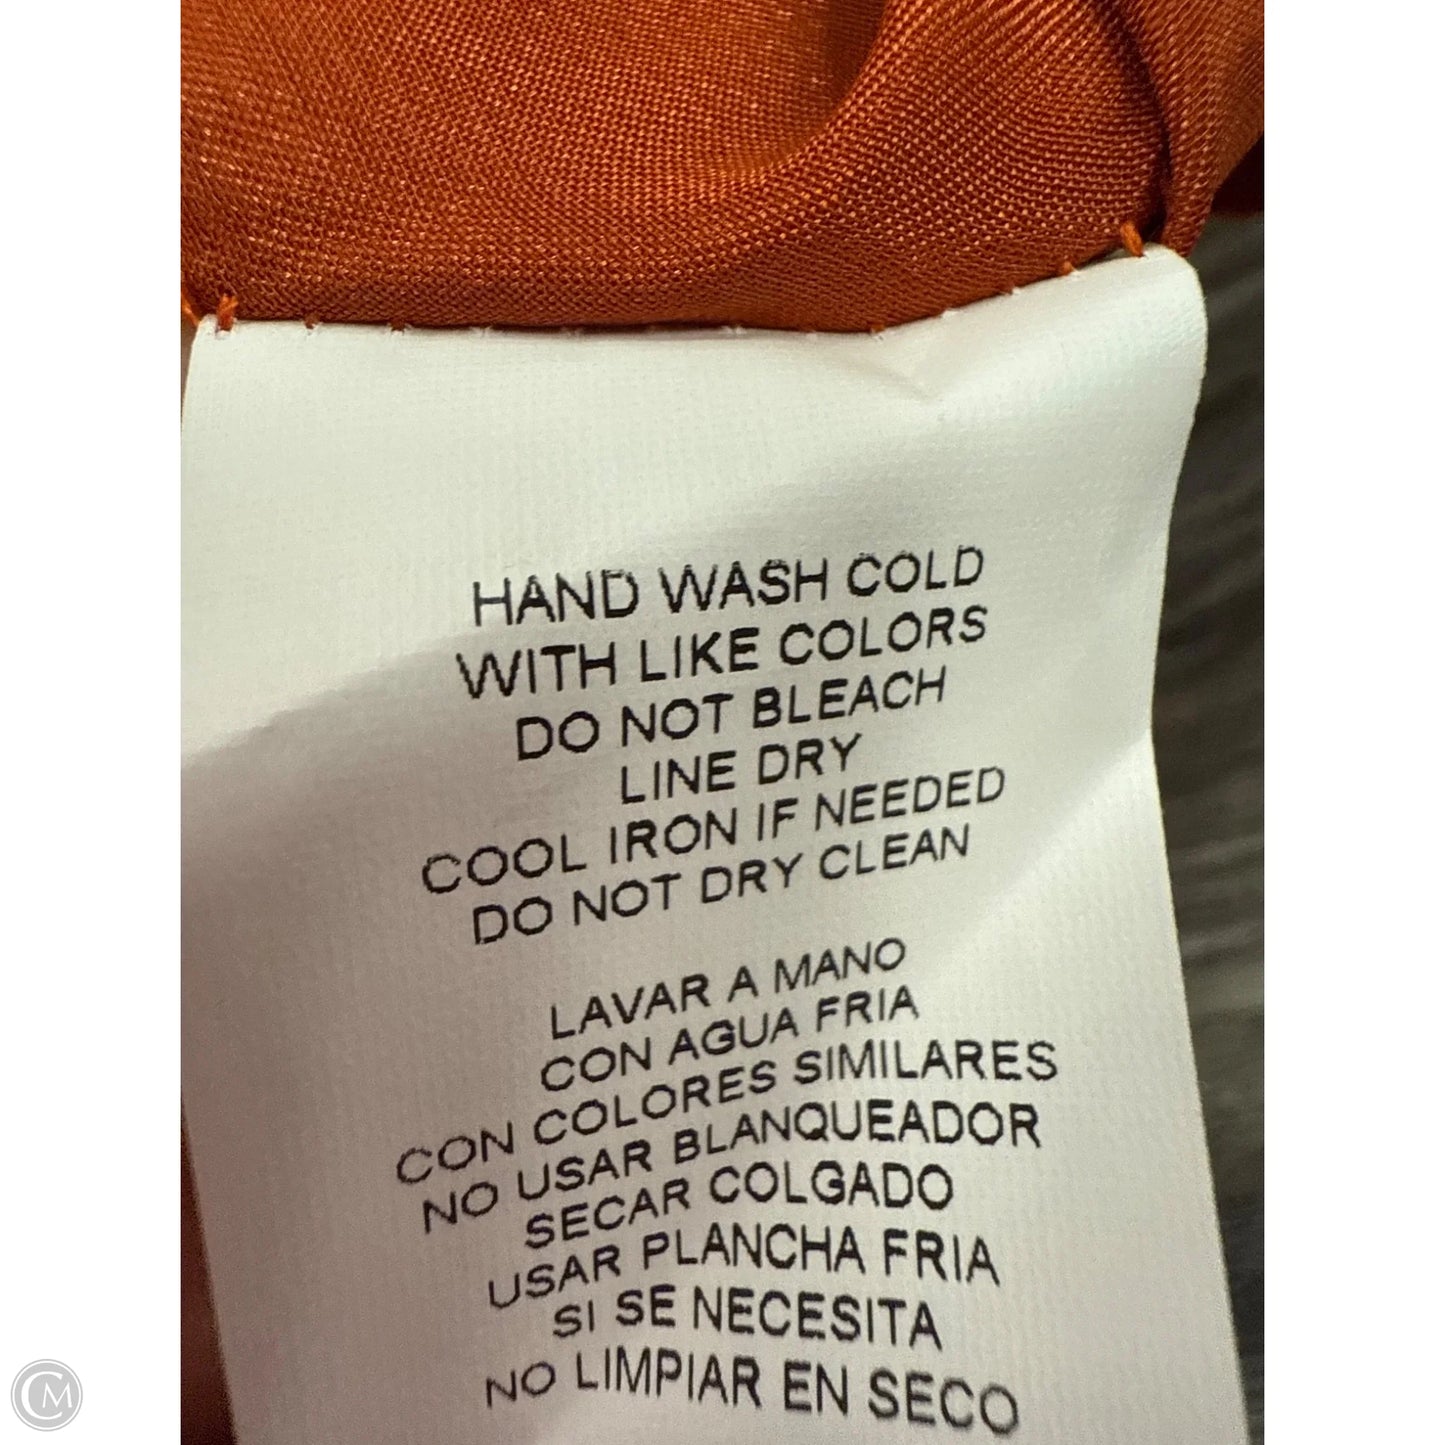 HAND WASH COLD
WITH LIKE COLORS
DO NOT BLEACH
LINE DRY
COOL IRON IF NEEDED
DO NOT DRY CLEAN
LAVAR A MANO
CON AGUA FRIA
CON COLORES SIMILARES
NO USAR BLANQUEADOR
SECAR COLGADO
USAR PLANCHA FRIA
SI SE NECESITA
NO LIMPIAR EN SECO
CM